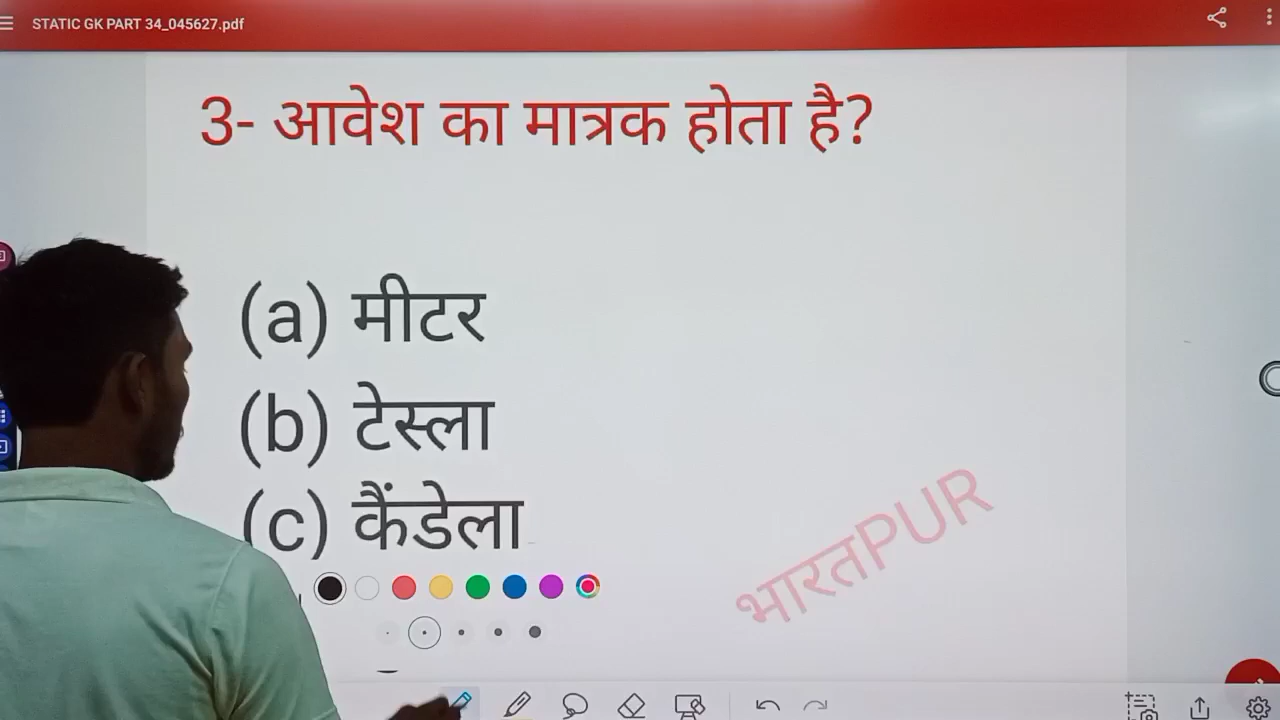 STATIC GK PART 34_045627.pdf
3- आवेश का मात्रक होता है?
(a) मीटर
(b) टेस्ला
(c) कैंडेला
भारतPUR